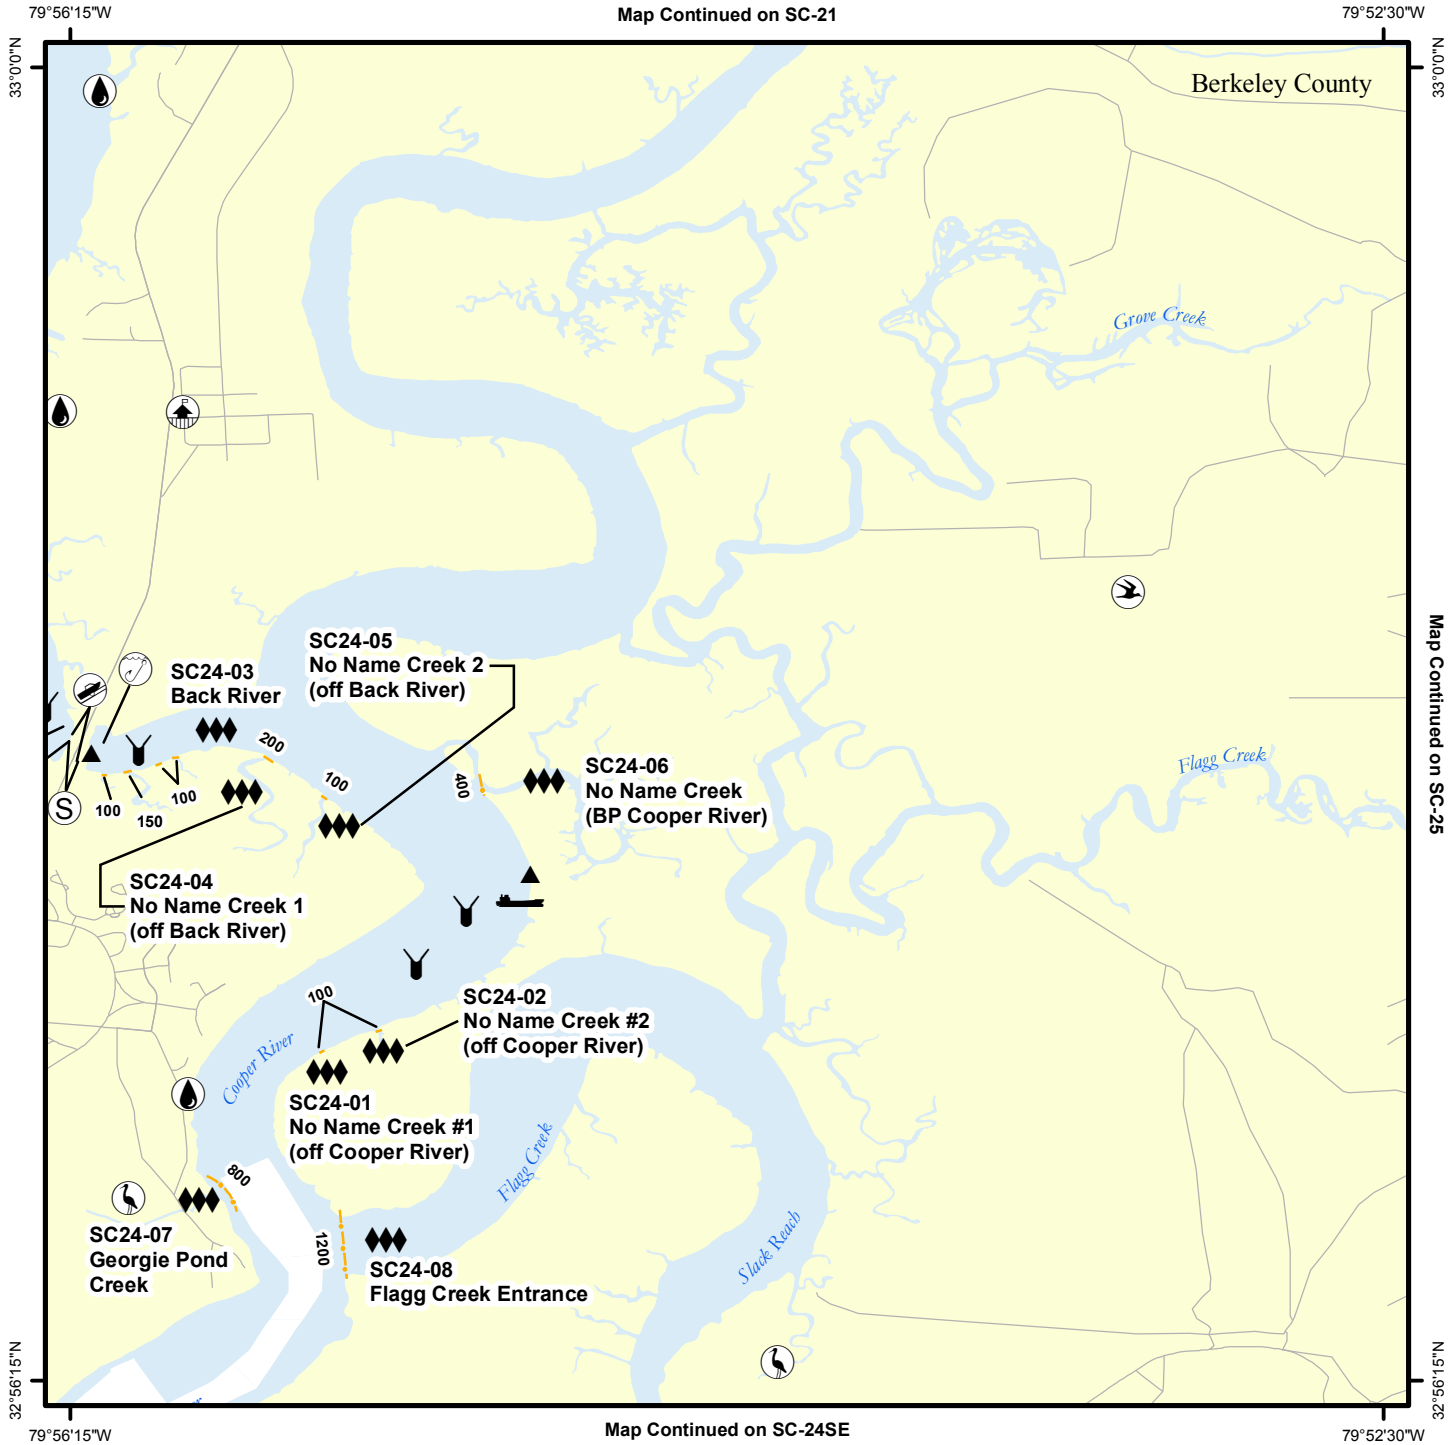 79°56'15"W
Map Continued on SC-21
79°52'30"W
33°0'0"N
33°0'0"N
Berkeley County
Grove Creek
SC24-05
No Name Creek 2
(off Back River)
SC24-03
Back River
200
100
400
SC24-06
No Name Creek
(BP Cooper River)
Flagg Creek
Map Continued on SC-25
S
100
150
100
SC24-04
No Name Creek 1
(off Back River)
100
SC24-02
No Name Creek #2
(off Cooper River)
Cooper River
SC24-01
No Name Creek #1
(off Cooper River)
Flagg Creek
800
SC24-07
Georgie Pond
Creek
1200
SC24-08
Flagg Creek Entrance
Slack Reach
32°56'15"N
32°56'15"N
79°56'15"W
Map Continued on SC-24SE
79°52'30"W